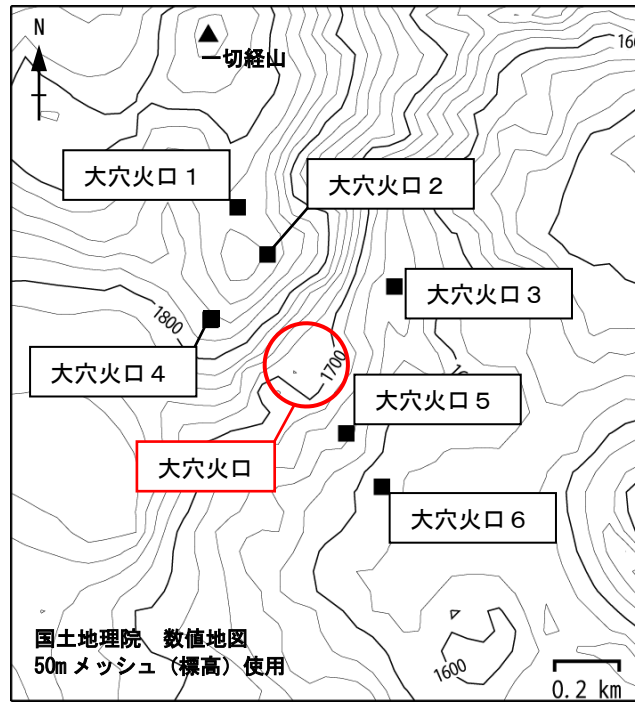 N
一切経山
大穴火口１
大穴火口２
大穴火口３
1800
大穴火口４
1700
大穴火口５
大穴火口
大穴火口６
国土地理院　数値地図
50m メッシュ（標高）使用
1600
0.2 km